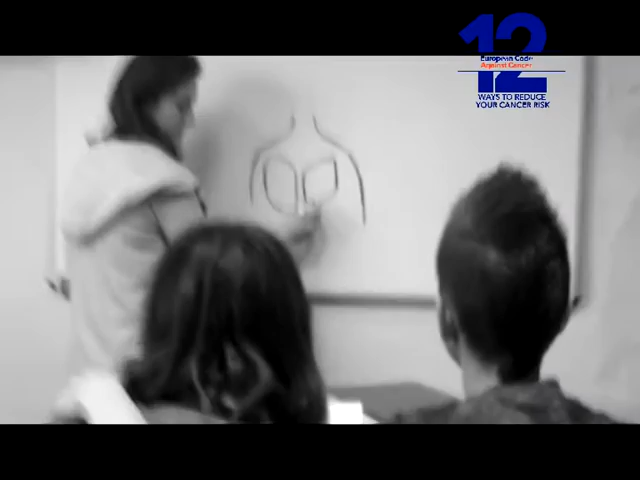 12
European Code
Against Cancer
WAYS TO REDUCE
YOUR CANCER RISK